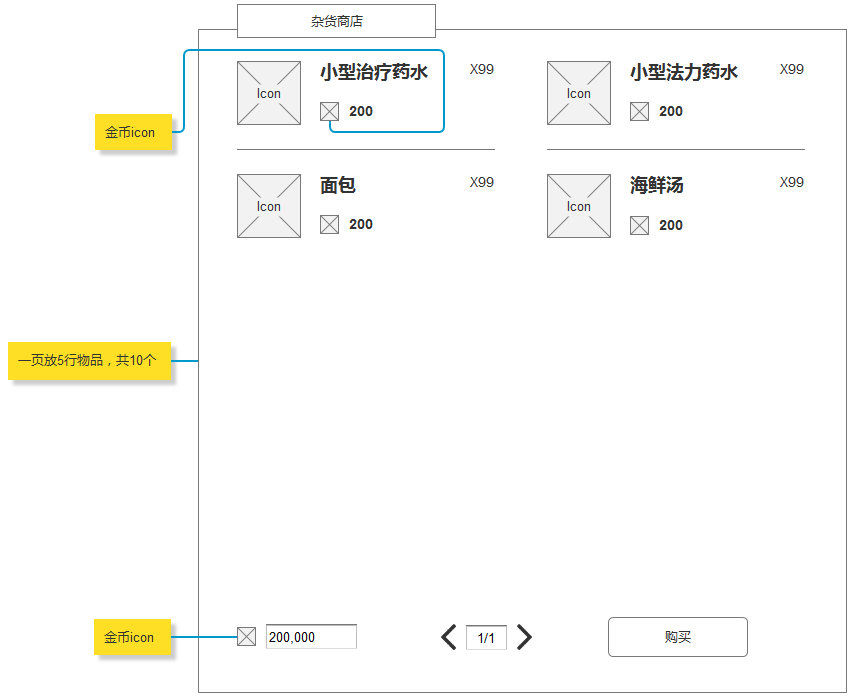 杂货商店
小型治疗药水
X99
Icon
200
小型法力药水
X99
Icon
200
金币icon
面包
X99
Icon
200
海鲜汤
X99
Icon
200
一页放5行物品，共10个
金币icon
200,000
1/1
购买